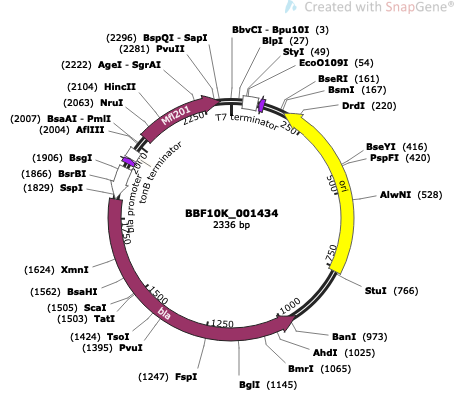 Created with SnapGene®
(2296) BspQI - SapI
(2281) PvuII
(2222) AgeI - SgrAI
(2104) HincII
(2063) NruI
(2007) BsaAI - PmlI
(2004) AflIII
(1906) BsgI
(1866) BsrBI
(1829) SspI
(1624) XmnI
(1562) BsaHI
(1505) ScaI
(1503) TatI
(1424) TsoI
(1395) PvuI
(1247) FspI
BglI (1145)
BmrI (1065)
AhdI (1025)
BanI (973)
StuI (766)
AlwNI (528)
PspFI (420)
BseYI (416)
DrdI (220)
BsmI (167)
BseRI (161)
EcoO109I (54)
StyI (49)
BlpI (27)
BbvCI - Bpu10I (3)
Mfl201
T7 terminator
tonB terminator
bla promoter
bla
ori
250
500
750
1000
1250
1500
1750
2000
2250
BBF10K_001434
2336 bp